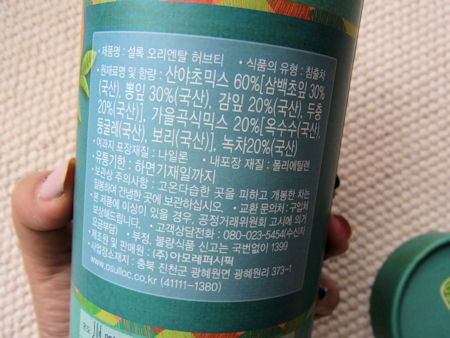 • 제품명 : 설록 오리엔탈 허브티 • 식품의 유형 : 침출차
• 원재료명 및 함량 : 산야초믹스 60%[삼백초잎 30%
(국산), 뽕잎 30%(국산), 감잎 20%(국산), 두충
20%(국산)], 가을곡식믹스 20%[옥수수(국산),
둥굴레(국산), 보리(국산)], 녹차20%(국산)
• 여과지 포장재질 : 나일론 • 내포장 재질 : 폴리에틸렌
• 유통기한 : 하면기재일까지
• 보관상 주의사항 : 고온다습한 곳을 피하고 개봉한 차는
밀봉하여 건냉한 곳에 보관하십시오. • 교환 문의처 : 구입처
• 본 제품에 이상이 있을 경우, 공정거래위원회 고시에 의거
보상해드립니다. • 고객상담전화 : 080-023-5454(수신자
요금부담) • 부정, 불량식품 신고는 국번없이 1399
• 제조원 및 판매원 : (주)아모레퍼시픽
• 사업장소재지 : 충북 진천군 광혜원면 광혜원리 373-1
www.osulloc.co.kr (41111-1380)